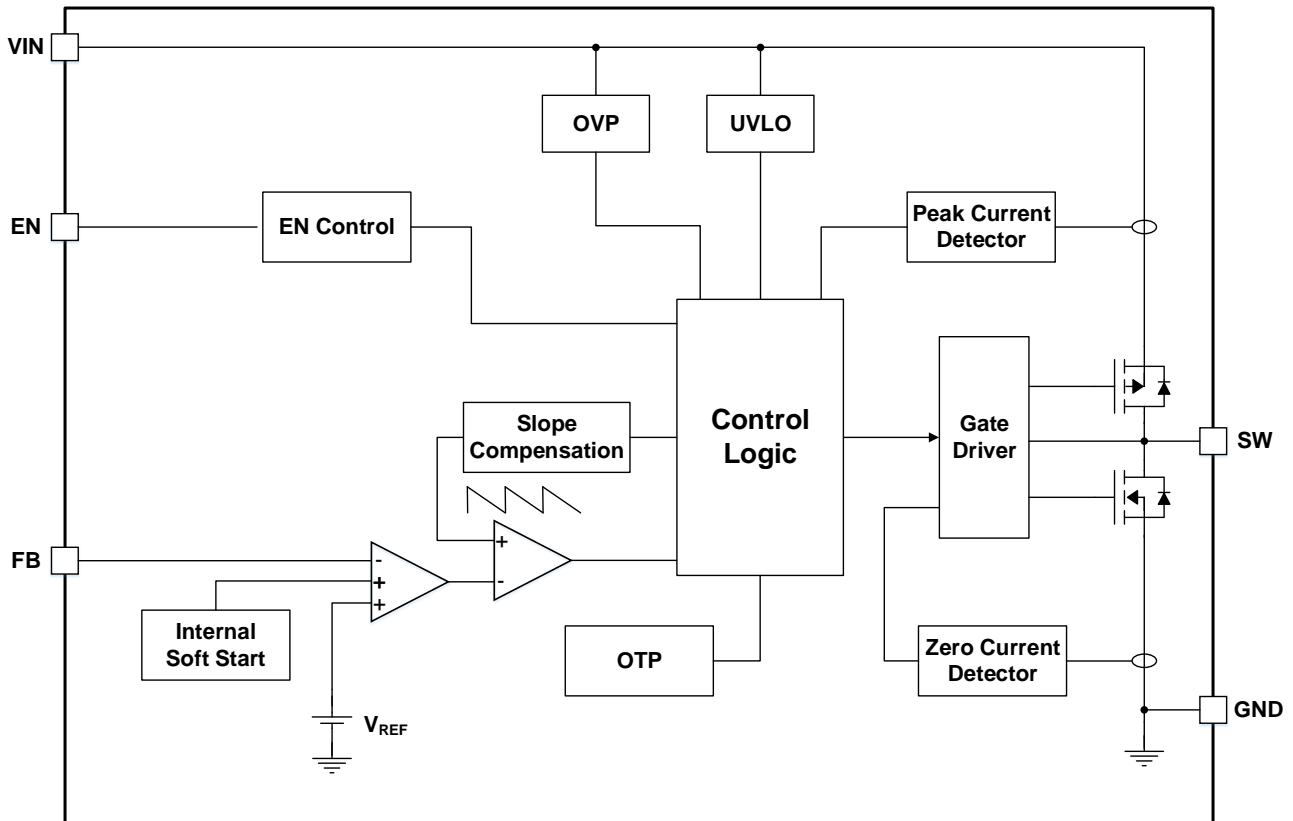 VIN
OVP
UVLO
EN
EN Control
Peak Current
Detector
Slope
Compensation
Control
Logic
Gate
Driver
SW
+
-
FB
-
+
+
Internal
Soft Start
OTP
Zero Current
Detector
VREF
GND